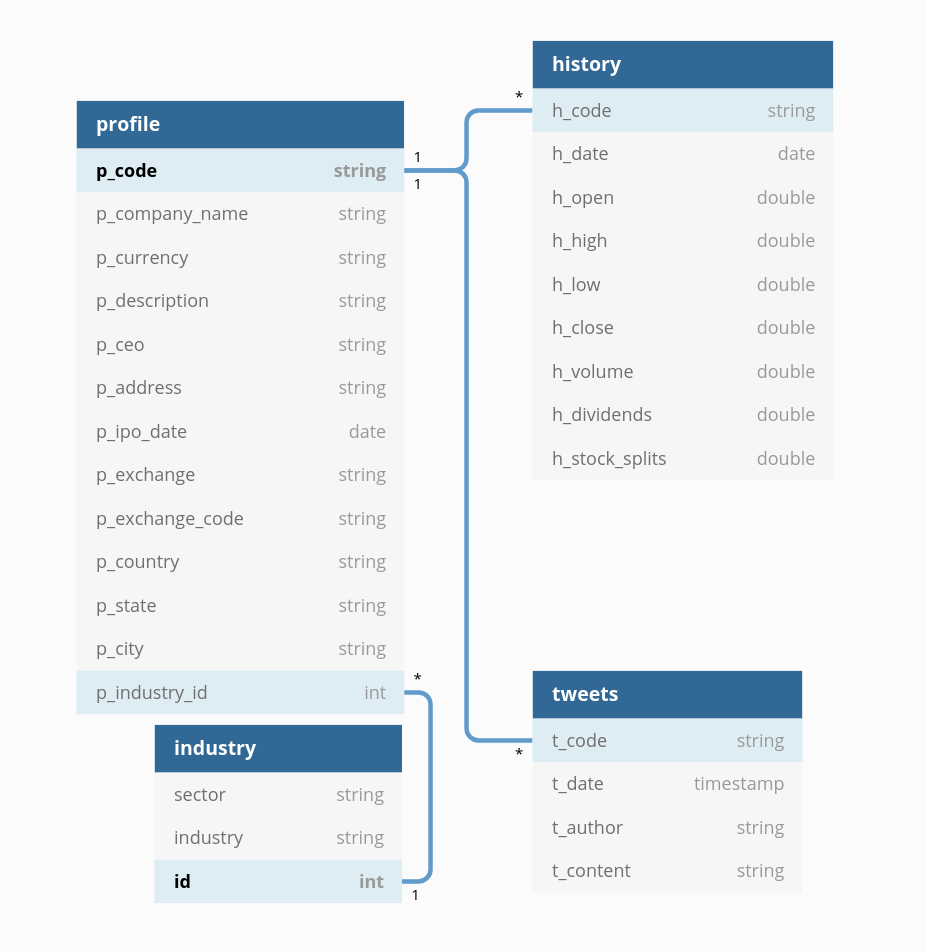 profile
p_code string
p_company_name string
p_currency string
p_description string
p_ceo string
p_address string
p_ipo_date date
p_exchange string
p_exchange_code string
p_country string
p_state string
p_city string
p_industry_id int
1
1
*
industry
sector string
industry string
id int
1
*
history
h_code string
h_date date
h_open double
h_high double
h_low double
h_close double
h_volume double
h_dividends double
h_stock_splits double
tweets
t_code string
*
t_date timestamp
t_author string
t_content string